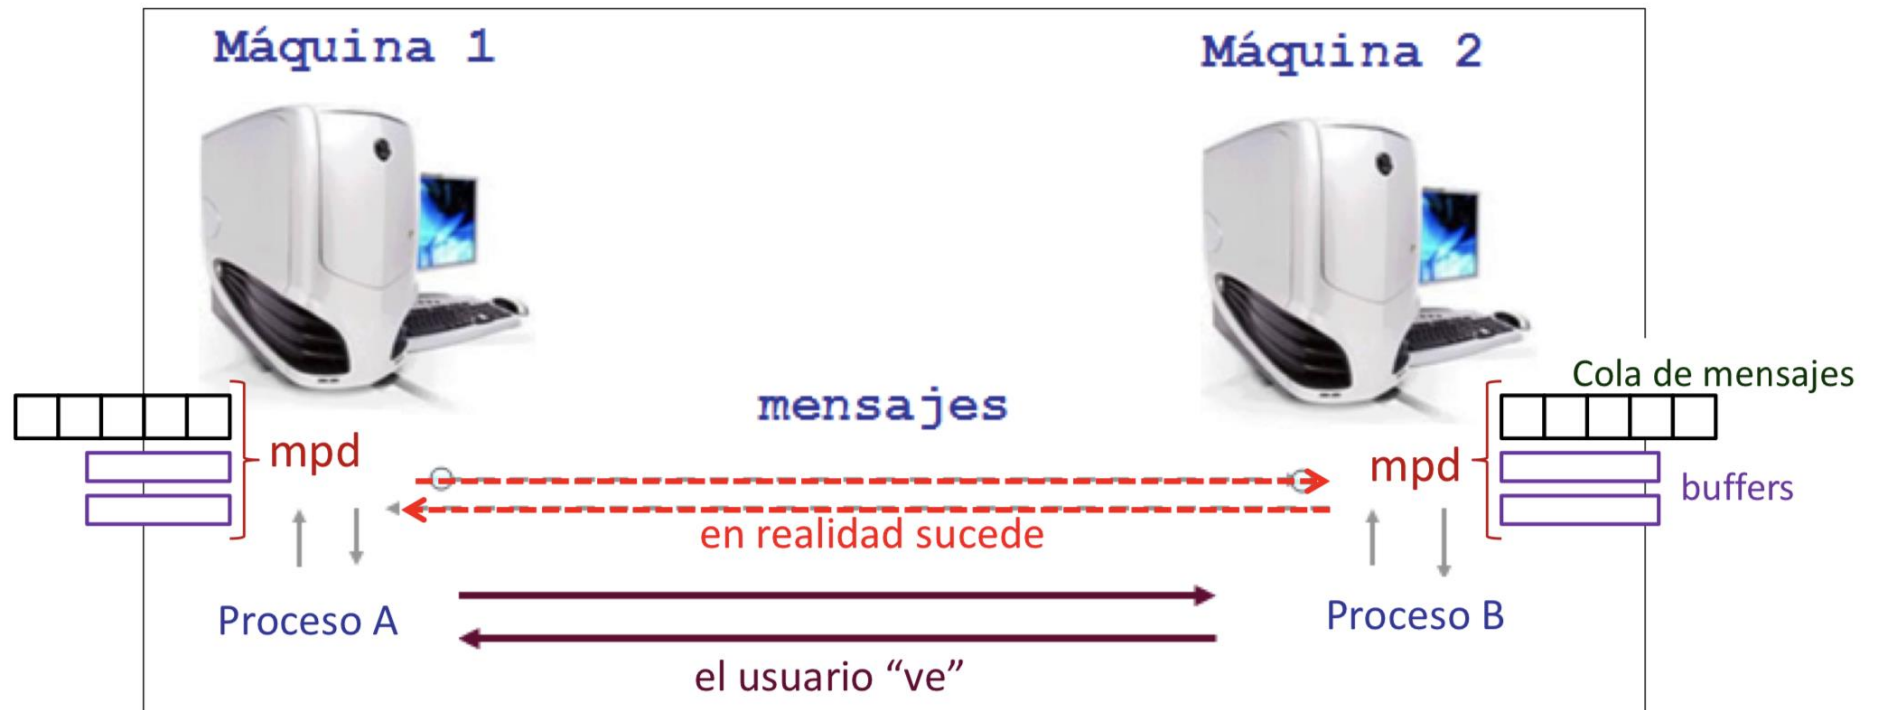 Máquina 1
Máquina 2
Cola de mensajes
mensajes
mpd
mpd
buffers
en realidad sucede
Proceso A
Proceso B
el usuario “ve”